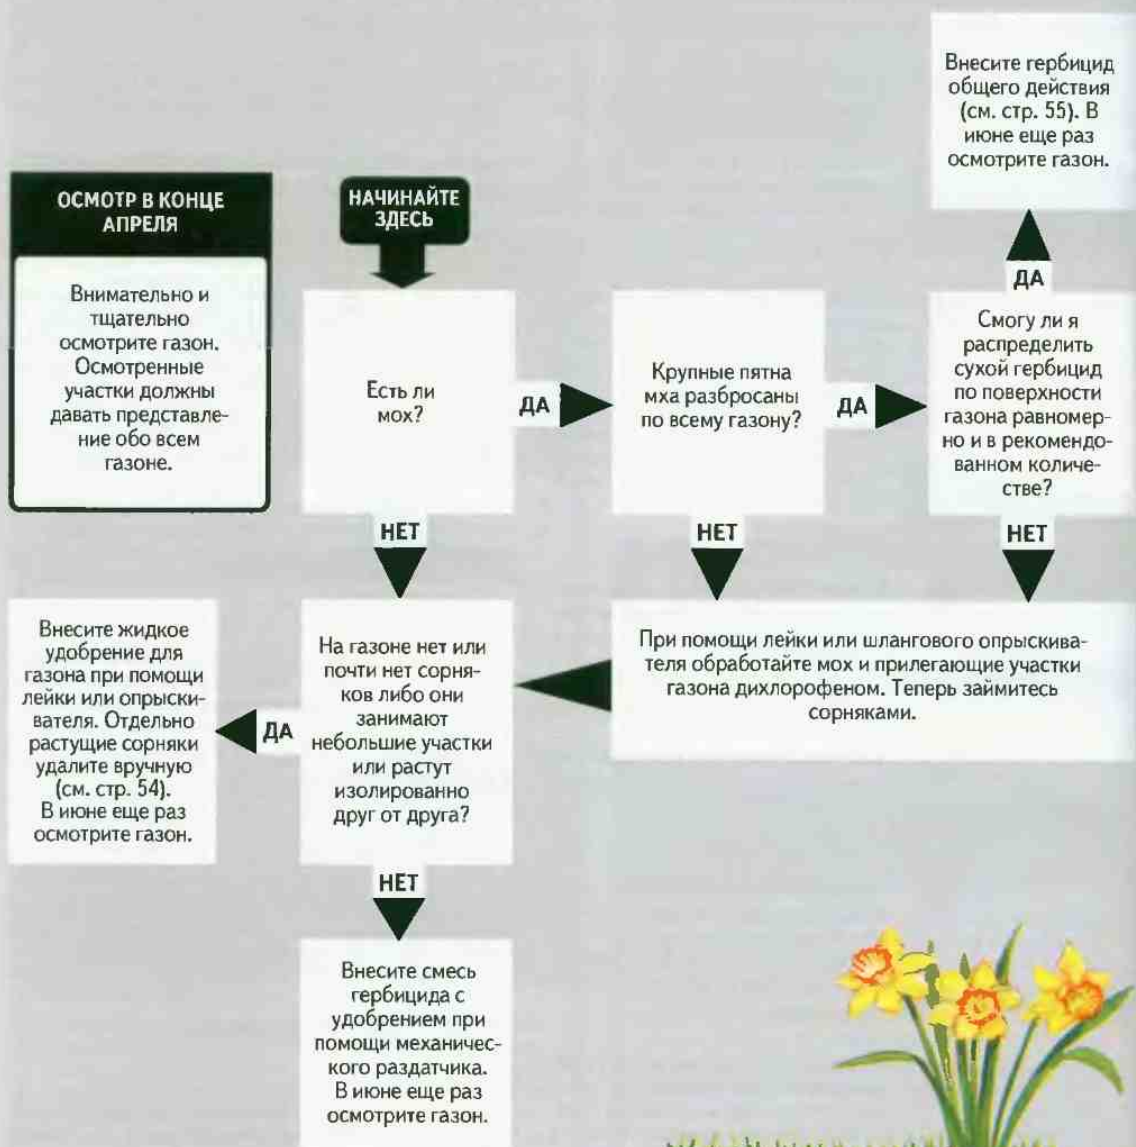 ОСМОТР В КОНЦЕ
АПРЕЛЯ
Внимательно и
тщательно
осмотрите газон.
Осмотренные
участки должны
давать представле-
ние обо всем
газоне.
НАЧИНАЙТЕ
ЗДЕСЬ
Есть ли
мох?
ДА
Крупные пятна
мха разбросаны
по всему газону?
ДА
Смогу ли я
распределить
сухой гербицид
по поверхности
газона равномер-
но и в рекомендо-
ванном количе-
стве?
ДА
Внесите гербицид
общего действия
(см. стр. 55). В
июне еще раз
осмотрите газон.
НЕТ
НЕТ
НЕТ
При помощи лейки или шлангового опрыскива-
теля обработайте мох и прилегающие участки
газона дихлорофеном. Теперь займитесь
сорняками.
На газоне нет или
почти нет сорня-
ков либо они
занимают
небольшие участки
или растут
изолированно
друг от друга?
ДА
Внесите жидкое
удобрение для
газона при помощи
лейки или опрыски-
вателя. Отдельно
растущие сорняки
удалите вручную
(см. стр. 54).
В июне еще раз
осмотрите газон.
НЕТ
Внесите смесь
гербицида с
удобрением при
помощи механичес-
кого раздатчика.
В июне еще раз
осмотрите газон.